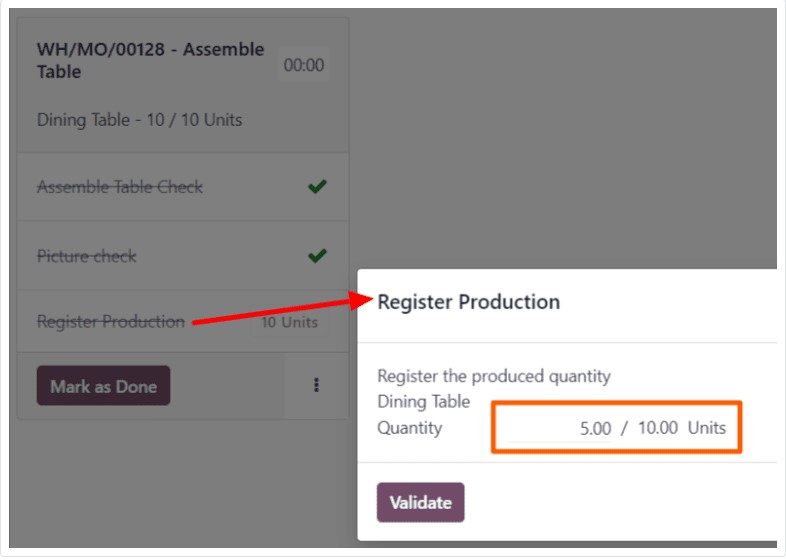 WH/MO/00128 - Assemble
Table
00:00
Dining Table - 10 / 10 Units
Assemble Table Check
Picture check
Register Production
10 Units
Mark as Done
Register Production
Register the produced quantity
Dining Table
Quantity
5.00 / 10.00 Units
Validate